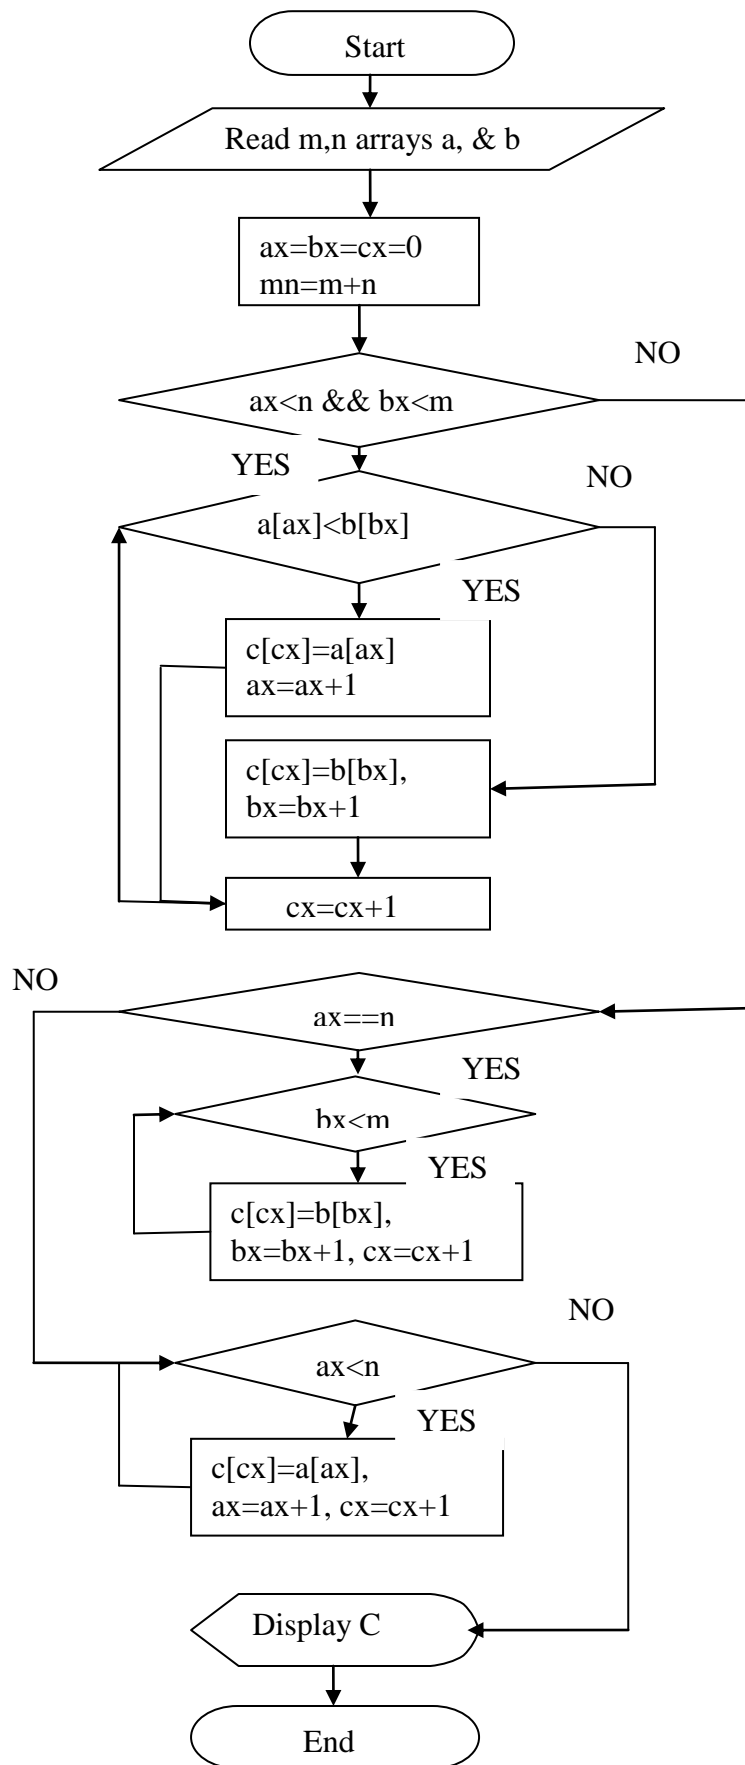 Start
Read m,n arrays a, & b
ax=bx=cx=0
mn=m+n
NO
ax<n && bx<m
YES
NO
a[ax]<b[bx]
YES
c[cx]=a[ax]
ax=ax+1
c[cx]=b[bx],
bx=bx+1
cx=cx+1
NO
ax==n
YES
bx<m
YES
c[cx]=b[bx],
bx=bx+1, cx=cx+1
NO
ax<n
YES
c[cx]=a[ax],
ax=ax+1, cx=cx+1
Display C
End